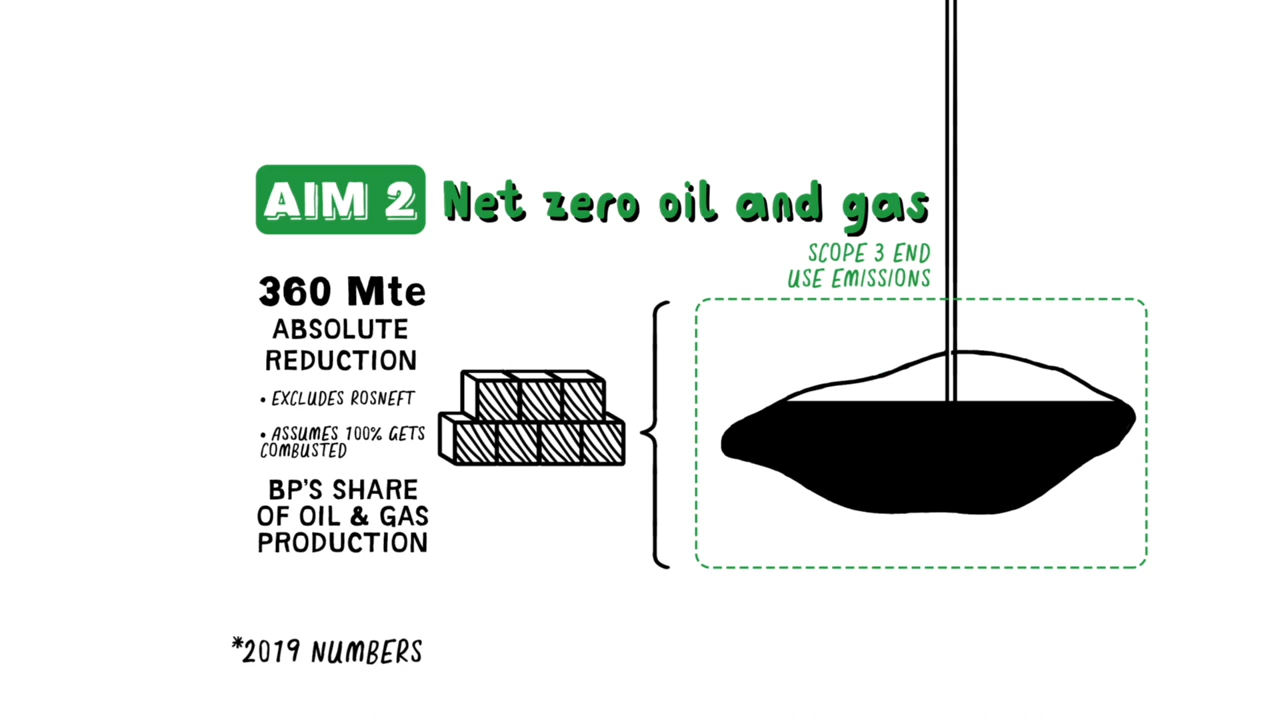 AIM 2 Net zero oil and gas
SCOPE 3 END
USE EMISSIONS
360 Mte
ABSOLUTE
REDUCTION
• EXCLUDES ROSNEFT
• ASSUMES 100% GETS
COMBUSTED
BP'S SHARE
OF OIL & GAS
PRODUCTION
*2019 NUMBERS